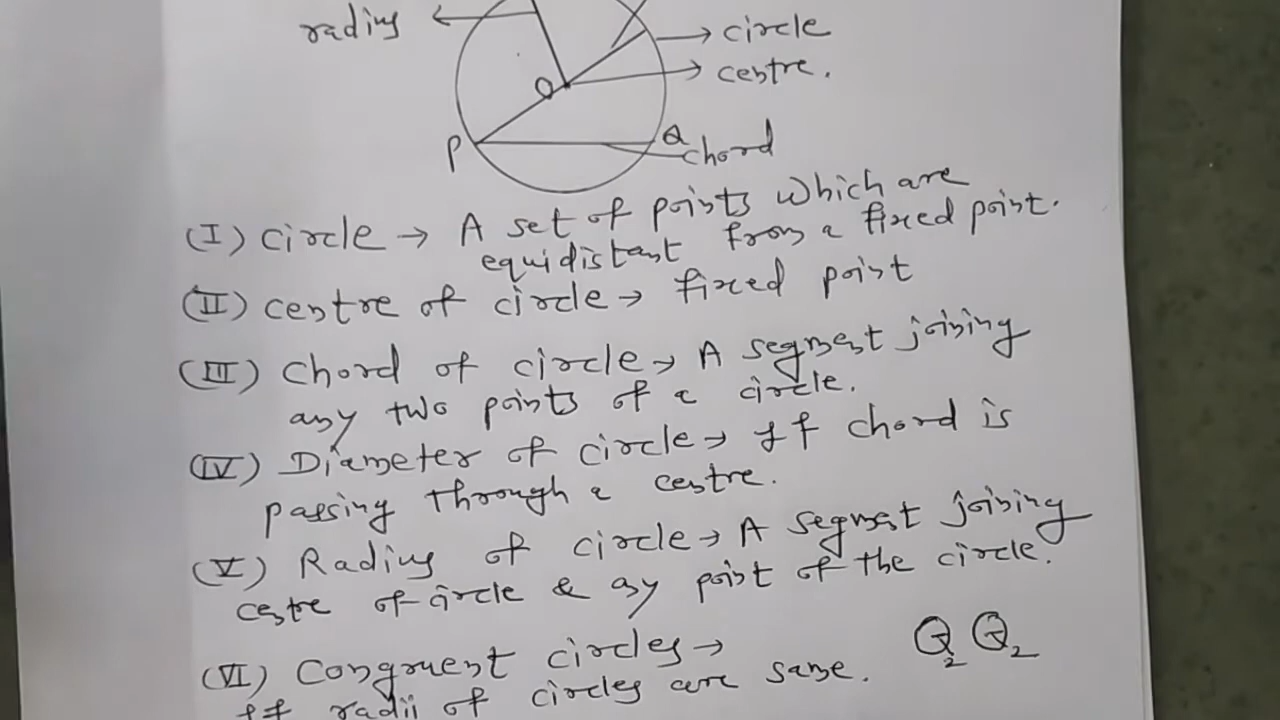 radius
circle
centre.
O
P
Q
chord
(I) circle → A set of points which are
equidistant from a fixed point.
(II) centre of circle → fixed point
(III) chord of circle → A segment joining
any two points of a circle.
(IV) Diameter of circle → If chord is
passing through a centre.
(V) Radius of circle → A segment joining
centre of circle & any point of the circle.
(VI) Congruent circles →
If radii of circles are same.
2 2